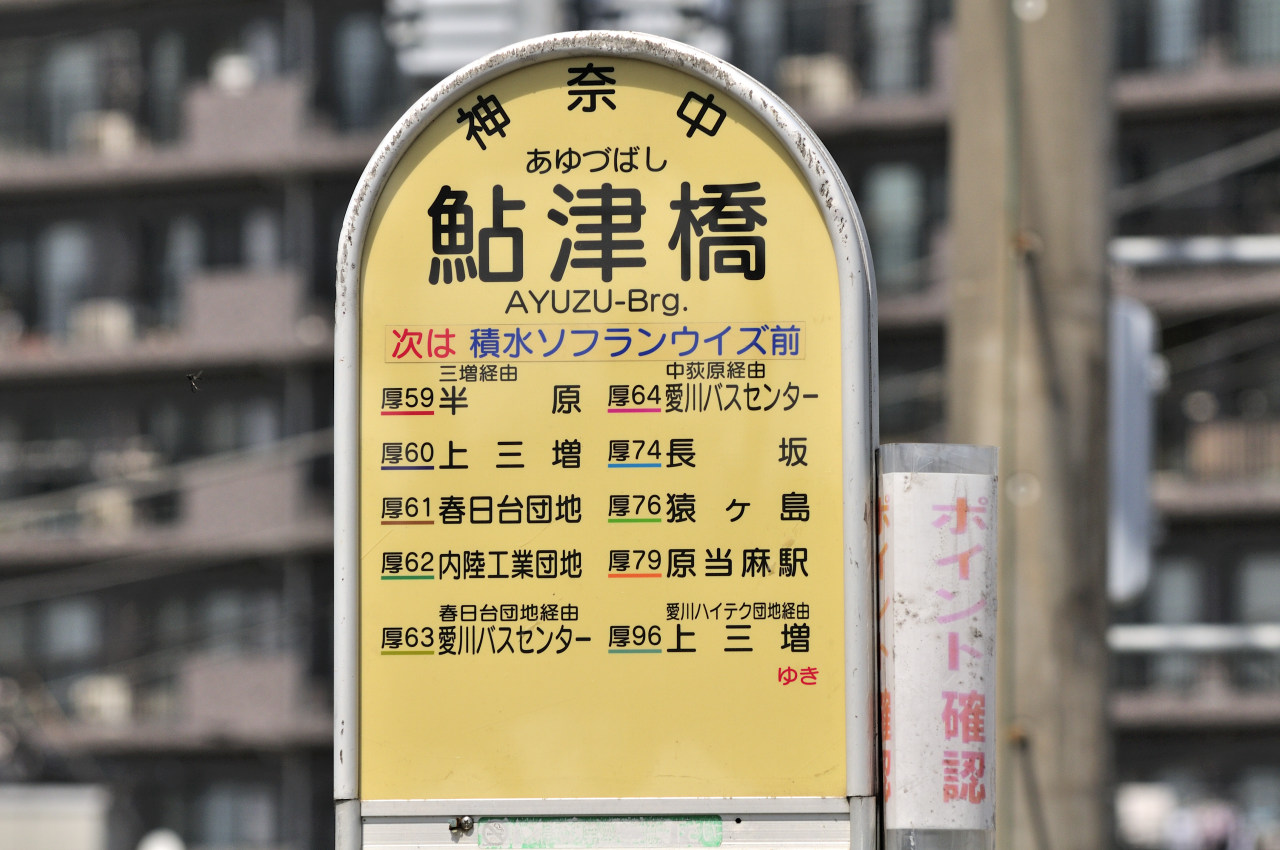 神奈中
あゆづばし
鮎津橋
AYUZU-Brg.
次は 積水ソフランウイズ前
三増経由
厚59 半原
厚60 上三増
厚61 春日台団地
厚62 内陸工業団地
春日台団地経由
厚63 愛川バスセンター
中荻原経由
厚64 愛川バスセンター
厚74 長坂
厚76 猿ヶ島
厚79 原当麻駅
愛川ハイテク団地経由
厚96 上三増
ゆき
ポイント確認
ポイント確認